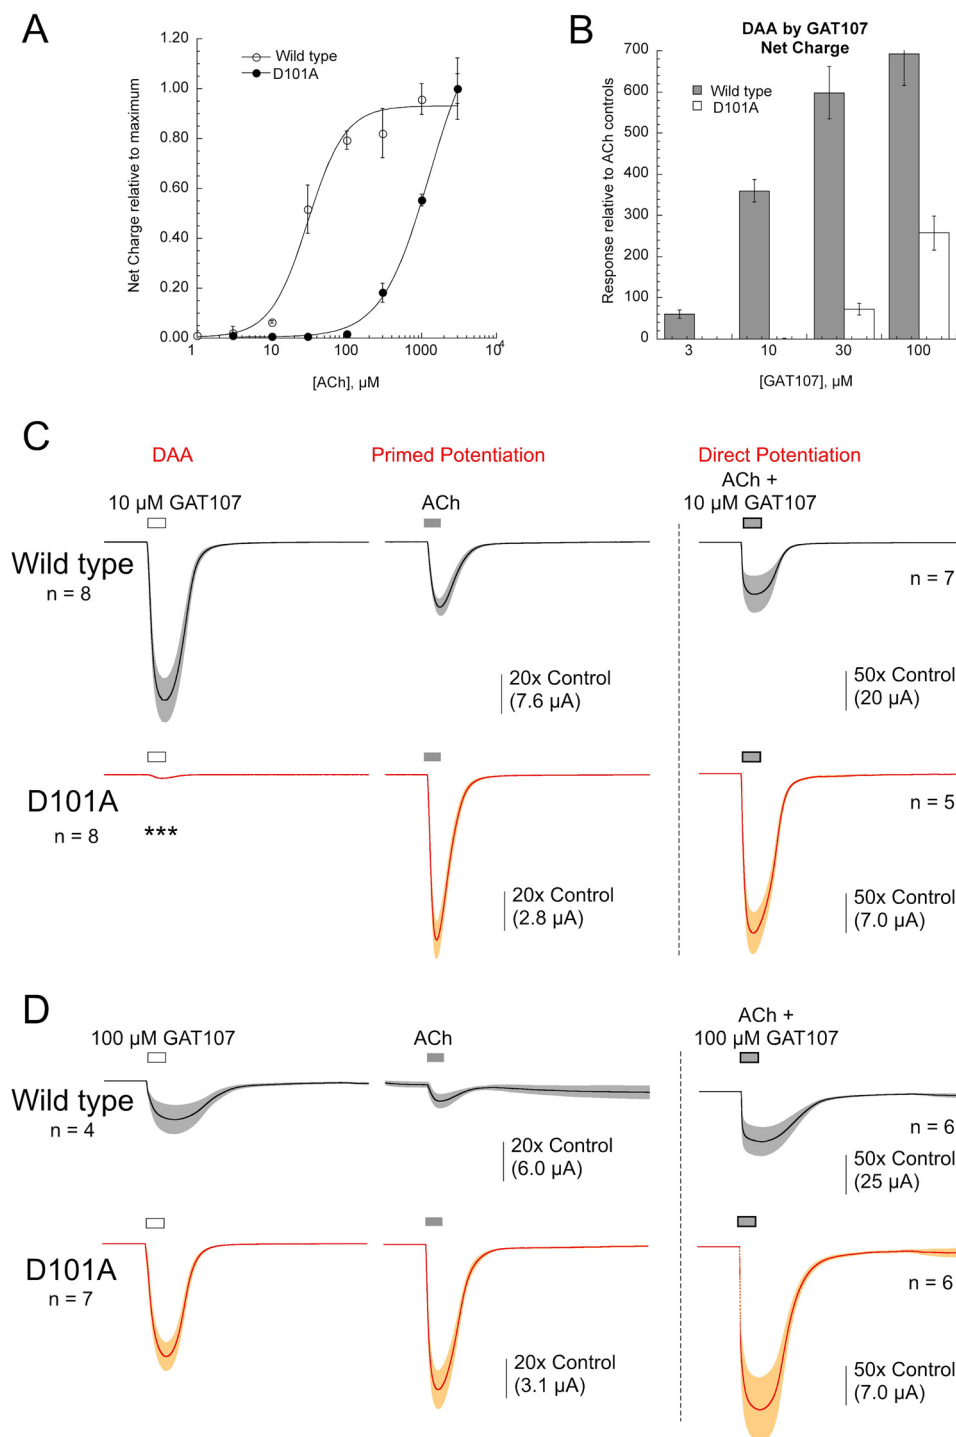 A
1.20
1.00
0.80
0.60
0.40
0.20
0.00
Net Charge relative to maximum
Wild type
D101A
1
10
100
1000
10⁴
[ACh], µM
B
DAA by GAT107
Net Charge
700
600
500
400
300
200
100
0
Response relative to ACh controls
Wild type
D101A
3
10
30
100
[GAT107], µM
C
DAA
Primed Potentiation
Direct Potentiation
10 µM GAT107
ACh
ACh +
10 µM GAT107
Wild type
n = 8
n = 7
20x Control
(7.6 µA)
50x Control
(20 µA)
D101A
n = 8
***
n = 5
20x Control
(2.8 µA)
50x Control
(7.0 µA)
D
100 µM GAT107
ACh
ACh +
100 µM GAT107
Wild type
n = 4
n = 6
20x Control
(6.0 µA)
50x Control
(25 µA)
D101A
n = 7
n = 6
20x Control
(3.1 µA)
50x Control
(7.0 µA)